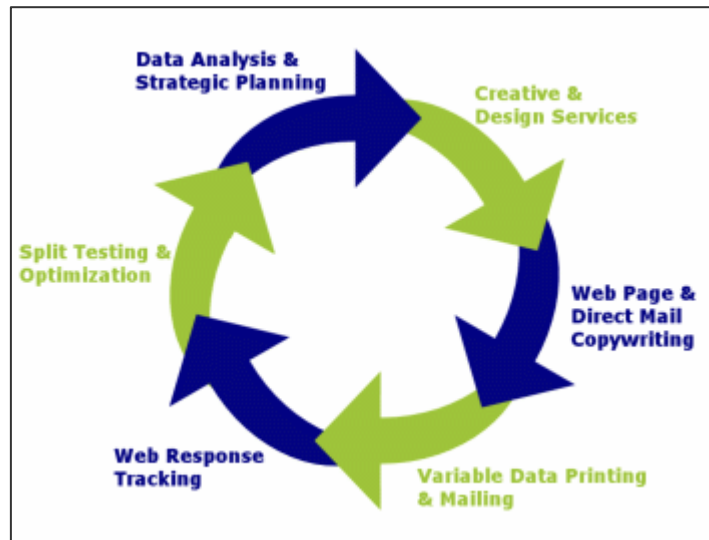 Data Analysis &
Strategic Planning
Creative &
Design Services
Web Page &
Direct Mail
Copywriting
Variable Data Printing
& Mailing
Web Response
Tracking
Split Testing &
Optimization